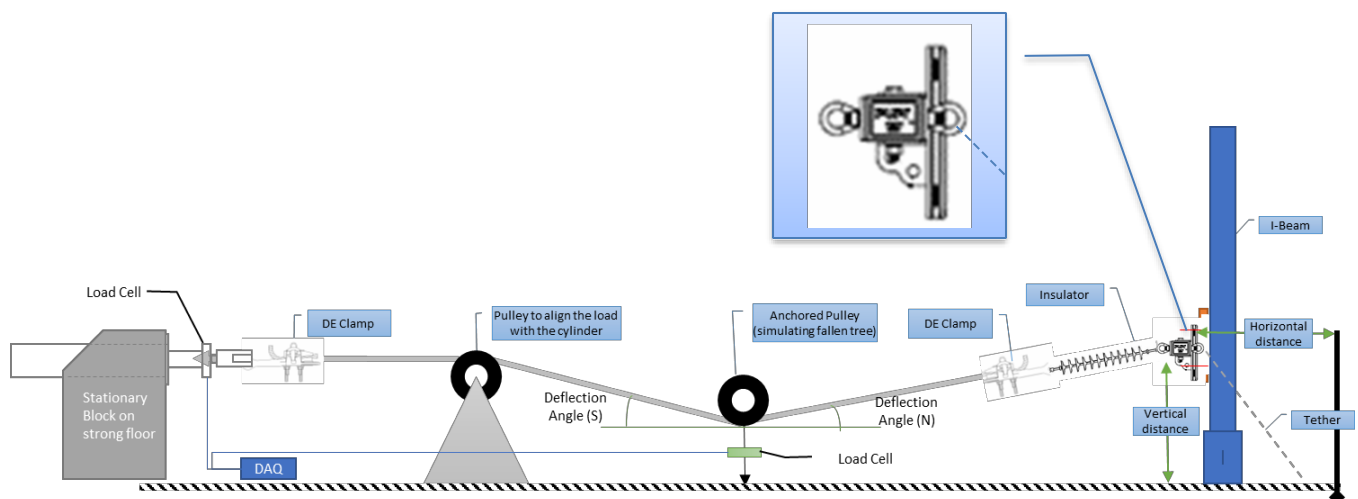 I-Beam
Load Cell
DE Clamp
Pulley to align the load
with the cylinder
Anchored Pulley
(simulating fallen tree)
DE Clamp
Insulator
Horizontal
distance
Stationary
Block on
strong floor
Deflection
Angle (S)
Deflection
Angle (N)
Vertical
distance
Tether
Load Cell
DAQ